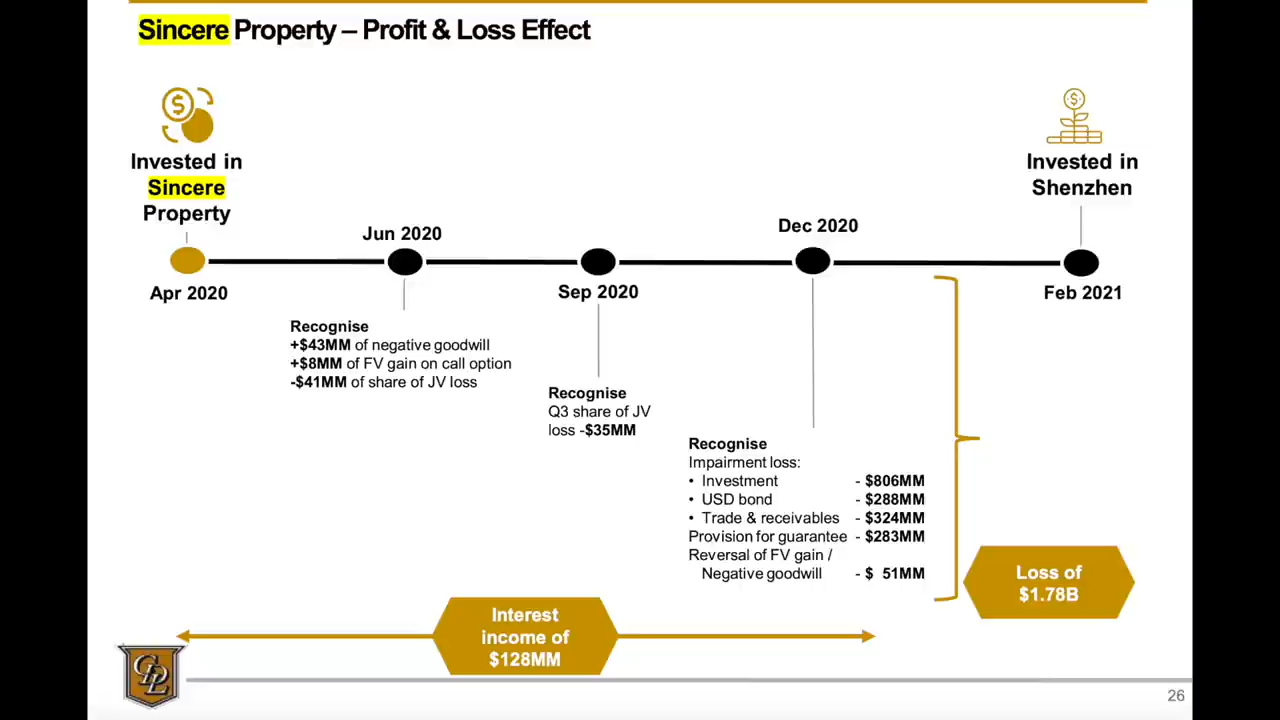 Sincere Property – Profit & Loss Effect
Invested in
Sincere
Property
Invested in
Shenzhen
Jun 2020
Dec 2020
Apr 2020
Sep 2020
Feb 2021
Recognise
+$43MM of negative goodwill
+$8MM of FV gain on call option
-$41MM of share of JV loss
Recognise
Q3 share of JV
loss -$35MM
Recognise
Impairment loss:
• Investment - $806MM
• USD bond - $288MM
• Trade & receivables - $324MM
Provision for guarantee - $283MM
Reversal of FV gain /
Negative goodwill - $ 51MM
Loss of
$1.78B
Interest
income of
$128MM
CDL
26